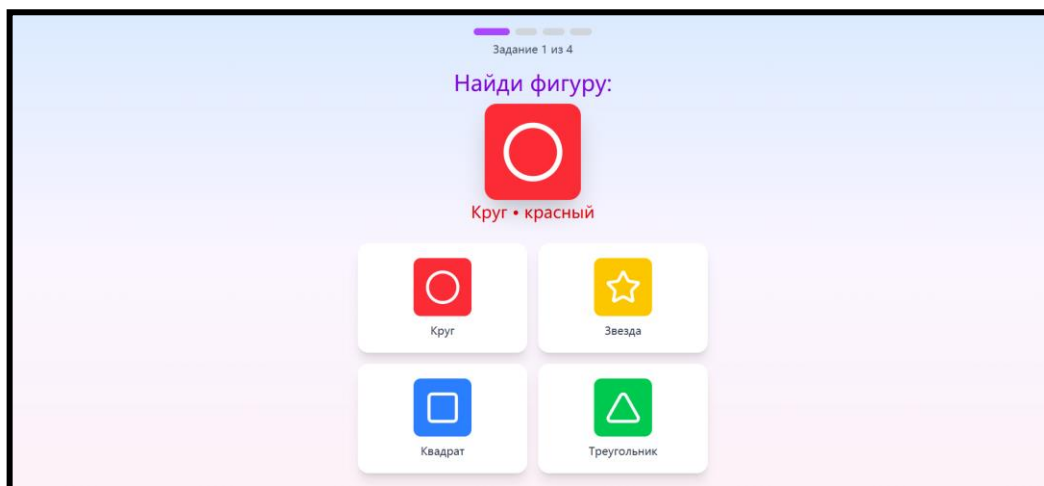 Задание 1 из 4
Найди фигуру:
Круг • красный
Круг
Звезда
Квадрат
Треугольник